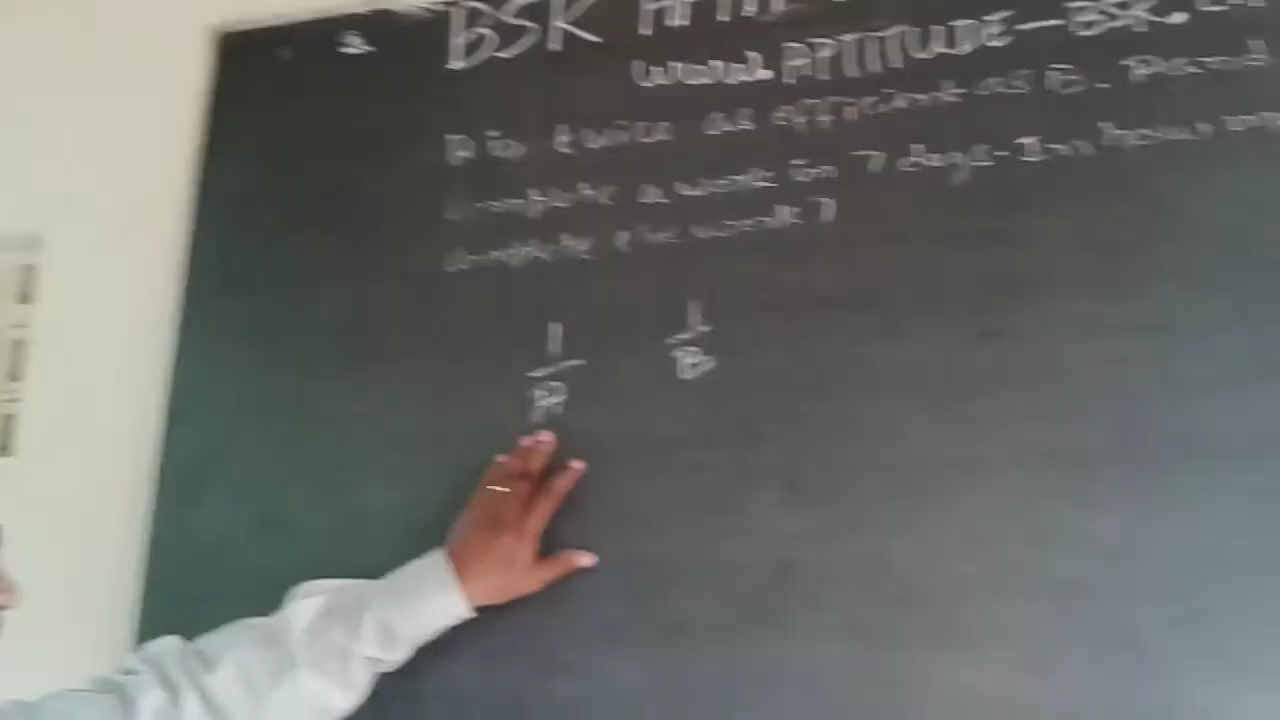 BSK
www APTITUDE-BSK.
P is twice as efficient as B. P and
complete a work in 7 days. In how
complete the work?
1/P 1/B